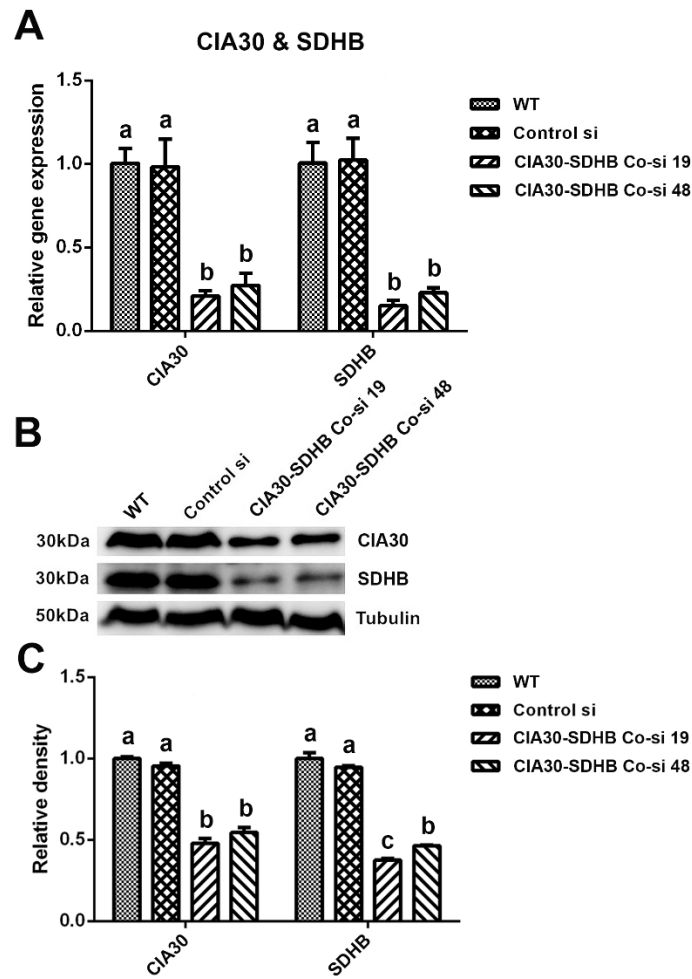 A
CIA30 & SDHB
Relative gene expression
1.5
1.0
0.5
0.0
a
a
b
b
a
a
b
b
CIA30
SDHB
WT
Control si
CIA30-SDHB Co-si 19
CIA30-SDHB Co-si 48
B
WT
Control si
CIA30-SDHB Co-si 19
CIA30-SDHB Co-si 48
30kDa
CIA30
30kDa
SDHB
50kDa
Tubulin
C
Relative density
1.5
1.0
0.5
0.0
a
a
b
b
a
a
c
b
CIA30
SDHB
WT
Control si
CIA30-SDHB Co-si 19
CIA30-SDHB Co-si 48